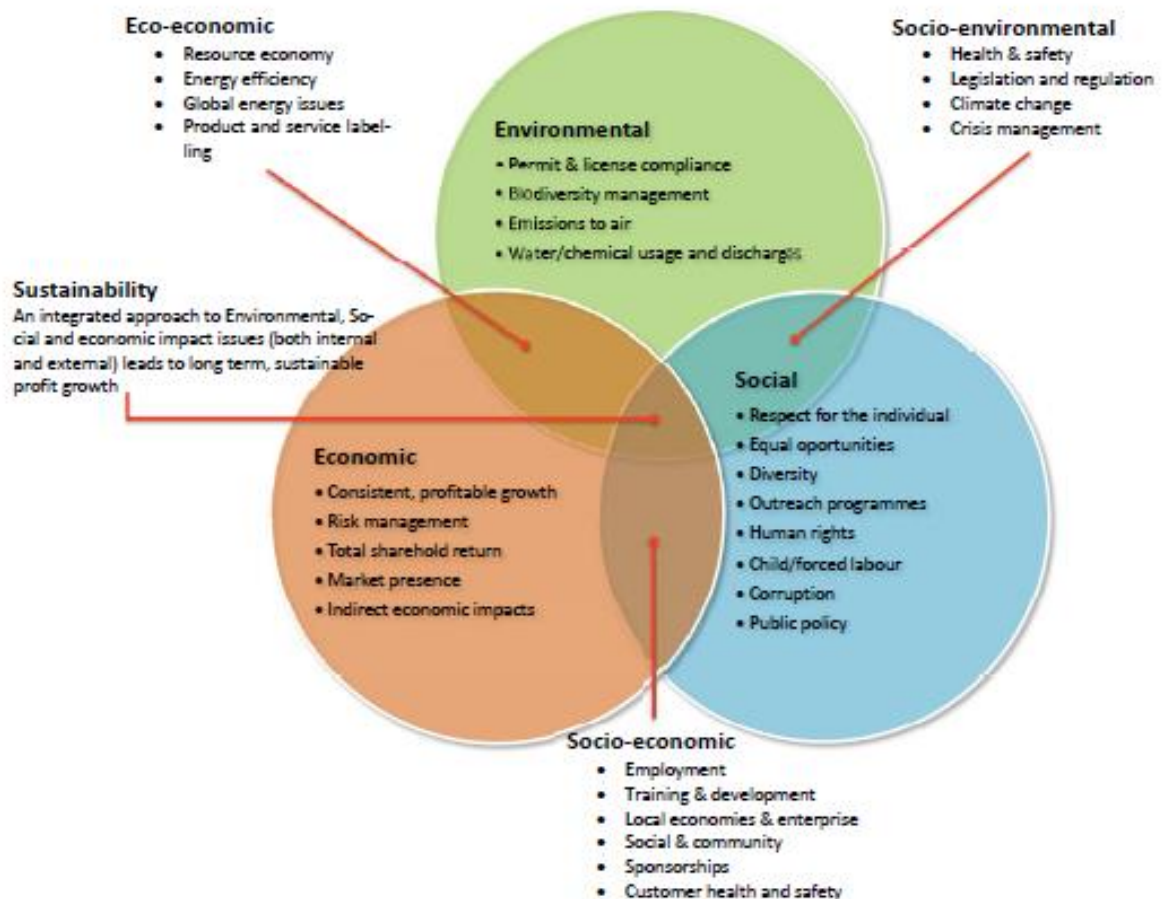 Eco-economic
• Resource economy
• Energy efficiency
• Global energy issues
• Product and service label-
ling
Socio-environmental
• Health & safety
• Legislation and regulation
• Climate change
• Crisis management
Environmental
• Permit & license compliance
• Biodiversity management
• Emissions to air
• Water/chemical usage and discharges
Sustainability
An integrated approach to Environmental, So-
cial and economic impact issues (both internal
and external) leads to long term, sustainable
profit growth
Economic
• Consistent, profitable growth
• Risk management
• Total sharehold return
• Market presence
• Indirect economic impacts
Social
• Respect for the individual
• Equal oportunities
• Diversity
• Outreach programmes
• Human rights
• Child/forced labour
• Corruption
• Public policy
Socio-economic
• Employment
• Training & development
• Local economies & enterprise
• Social & community
• Sponsorships
• Customer health and safety